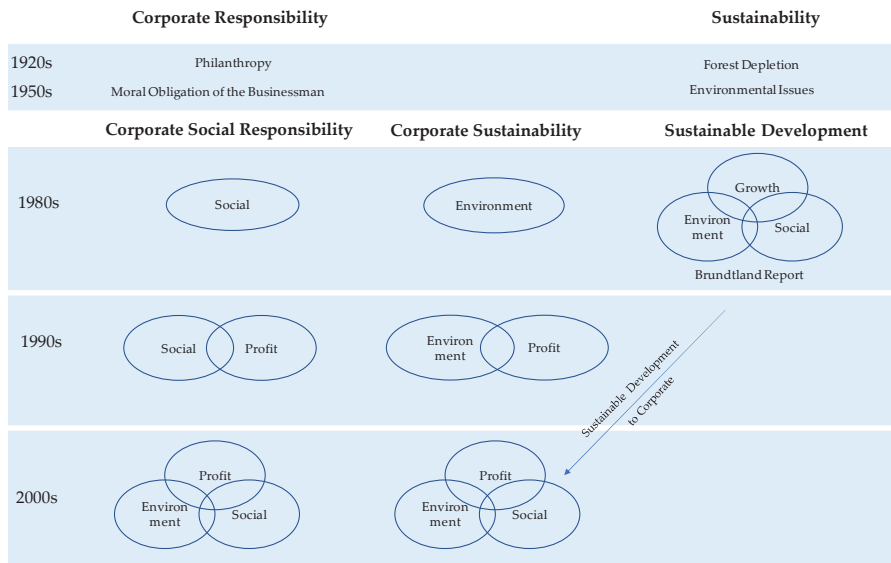 Corporate Responsibility
Sustainability
1920s
Philanthropy
Forest Depletion
1950s
Moral Obligation of the Businessman
Environmental Issues
Corporate Social Responsibility
Corporate Sustainability
Sustainable Development
1980s
Social
Environment
Growth
Environ
ment
Social
Brundtland Report
1990s
Social
Profit
Environ
ment
Profit
Sustainable Development
to Corporate
2000s
Profit
Environ
ment
Social
Profit
Environ
ment
Social